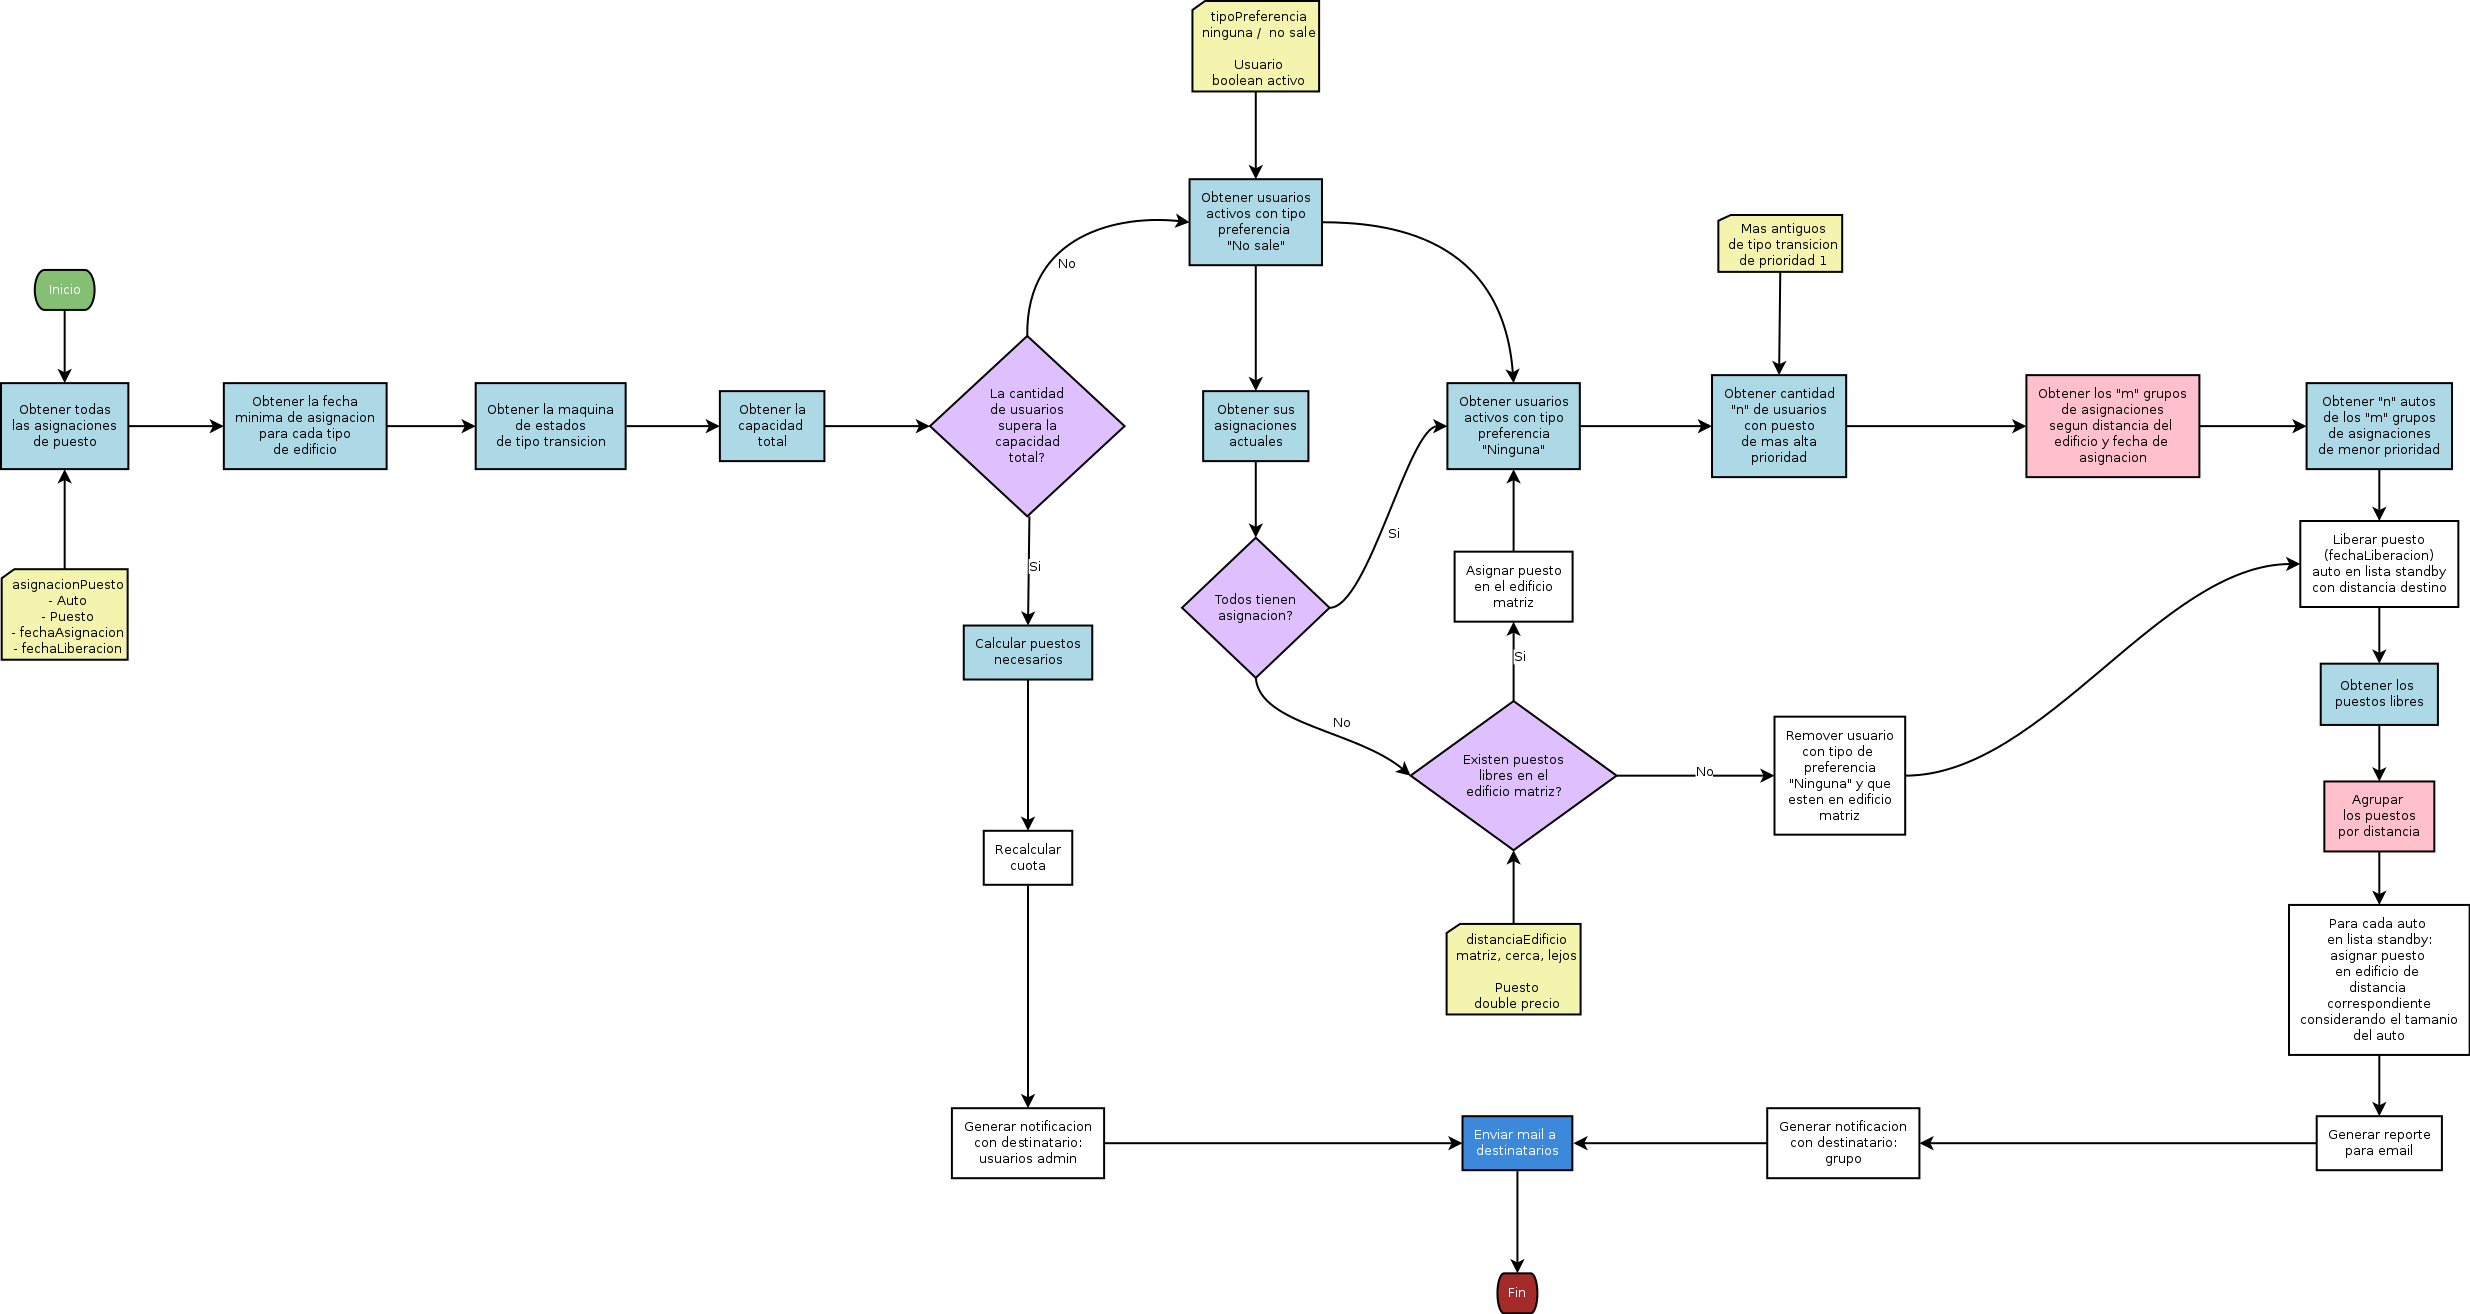 tipoPreferencia
ninguna /  no sale
Usuario
boolean activo
Obtener usuarios
activos con tipo
preferencia
"No sale"
Mas antiguos
de tipo transicion
de prioridad 1
Inicio
No
Obtener todas
las asignaciones
de puesto
Obtener la fecha
minima de asignacion
para cada tipo
de edificio
Obtener la maquina
de estados
de tipo transicion
Obtener la
capacidad
total
La cantidad
de usuarios
supera la
capacidad
total?
Obtener sus
asignaciones
actuales
Obtener usuarios
activos con tipo
preferencia
"Ninguna"
Obtener cantidad
"n" de usuarios
con puesto
de mas alta
prioridad
Obtener los "m" grupos
de asignaciones
segun distancia del
edificio y fecha de
asignacion
Obtener "n" autos
de los "m" grupos
de asignaciones
de menor prioridad
asignacionPuesto
- Auto
- Puesto
- fechaAsignacion
- fechaLiberacion
Si
Si
Todos tienen
asignacion?
Asignar puesto
en el edificio
matriz
Liberar puesto
(fechaLiberacion)
auto en lista standby
con distancia destino
Calcular puestos
necesarios
Si
Obtener los
puestos libres
No
Existen puestos
libres en el
edificio matriz?
No
Remover usuario
con tipo de
preferencia
"Ninguna" y que
esten en edificio
matriz
Agrupar
los puestos
por distancia
Recalcular
cuota
distanciaEdificio
matriz, cerca, lejos
Puesto
double precio
Para cada auto
en lista standby:
asignar puesto
en edificio de
distancia
correspondiente
considerando el tamanio
del auto
Generar notificacion
con destinatario:
usuarios admin
Enviar mail a
destinatarios
Generar notificacion
con destinatario:
grupo
Generar reporte
para email
Fin